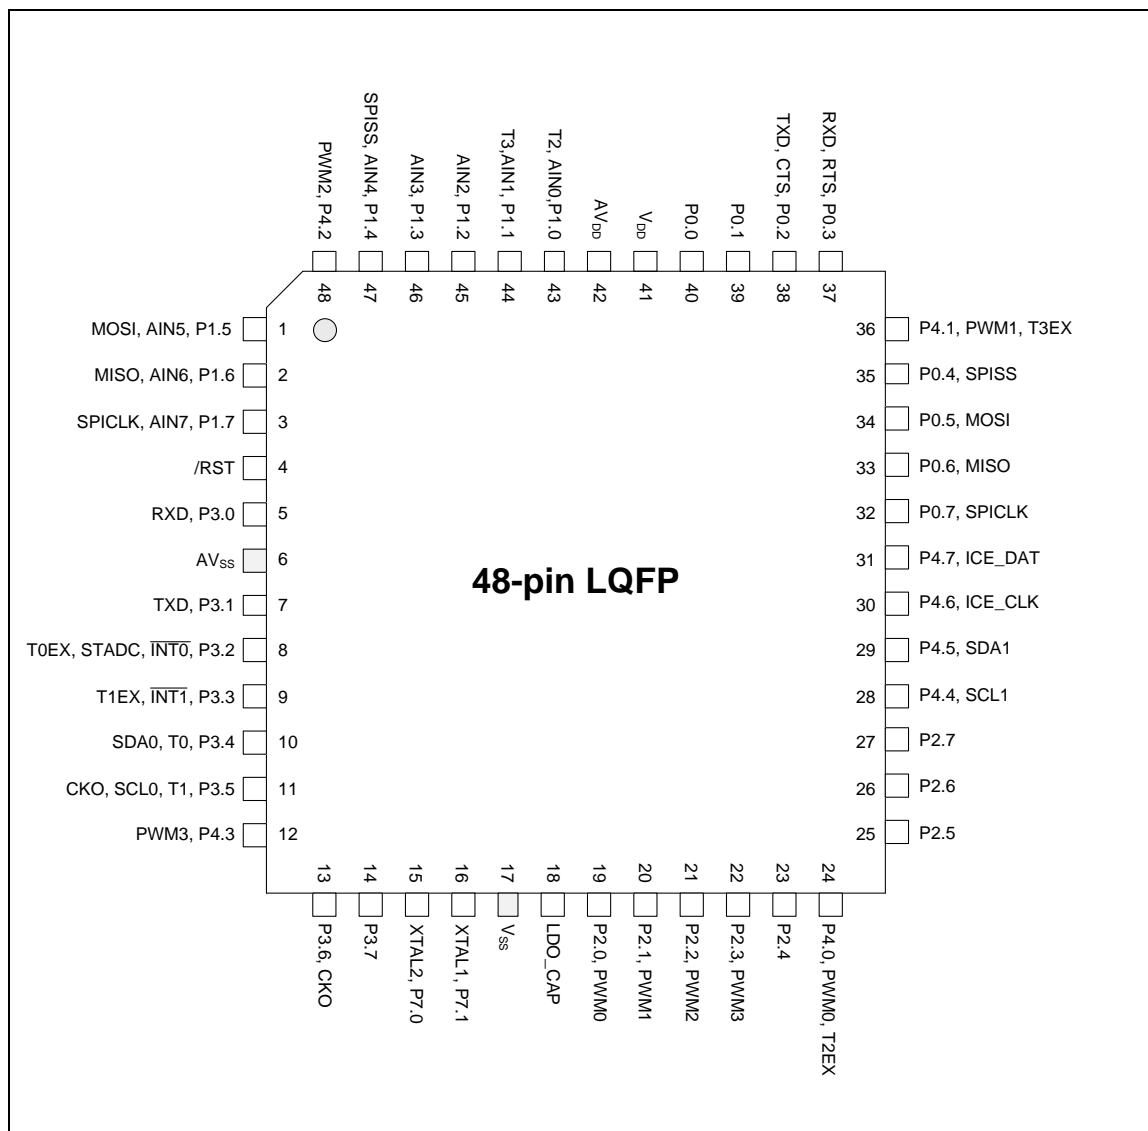 PWM2, P4.2
SPISS, AIN4, P1.4
AIN3, P1.3
AIN2, P1.2
T3,AIN1, P1.1
T2, AIN0,P1.0
AVDD
VDD
P0.0
P0.1
TXD, CTS, P0.2
RXD, RTS, P0.3
48
47
46
45
44
43
42
41
40
39
38
37
MOSI, AIN5, P1.5
1
MISO, AIN6, P1.6
2
SPICLK, AIN7, P1.7
3
/RST
4
RXD, P3.0
5
AVSS
6
TXD, P3.1
7
T0EX, STADC, INT0, P3.2
8
T1EX, INT1, P3.3
9
SDA0, T0, P3.4
10
CKO, SCL0, T1, P3.5
11
PWM3, P4.3
12
48-pin LQFP
36
P4.1, PWM1, T3EX
35
P0.4, SPISS
34
P0.5, MOSI
33
P0.6, MISO
32
P0.7, SPICLK
31
P4.7, ICE_DAT
30
P4.6, ICE_CLK
29
P4.5, SDA1
28
P4.4, SCL1
27
P2.7
26
P2.6
25
P2.5
13
14
15
16
17
18
19
20
21
22
23
24
P3.6, CKO
P3.7
XTAL2, P7.0
XTAL1, P7.1
VSS
LDO_CAP
P2.0, PWM0
P2.1, PWM1
P2.2, PWM2
P2.3, PWM3
P2.4
P4.0, PWM0, T2EX